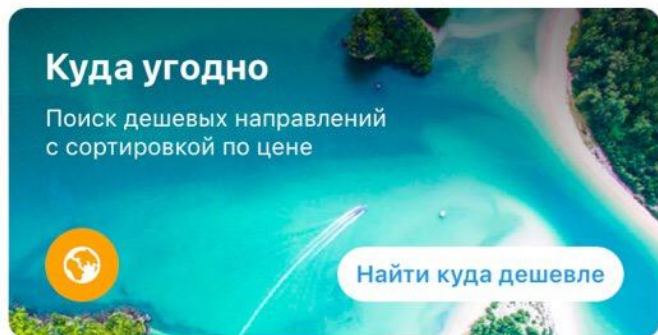 Куда угодно
Поиск дешевых направлений
с сортировкой по цене
Найти куда дешевле